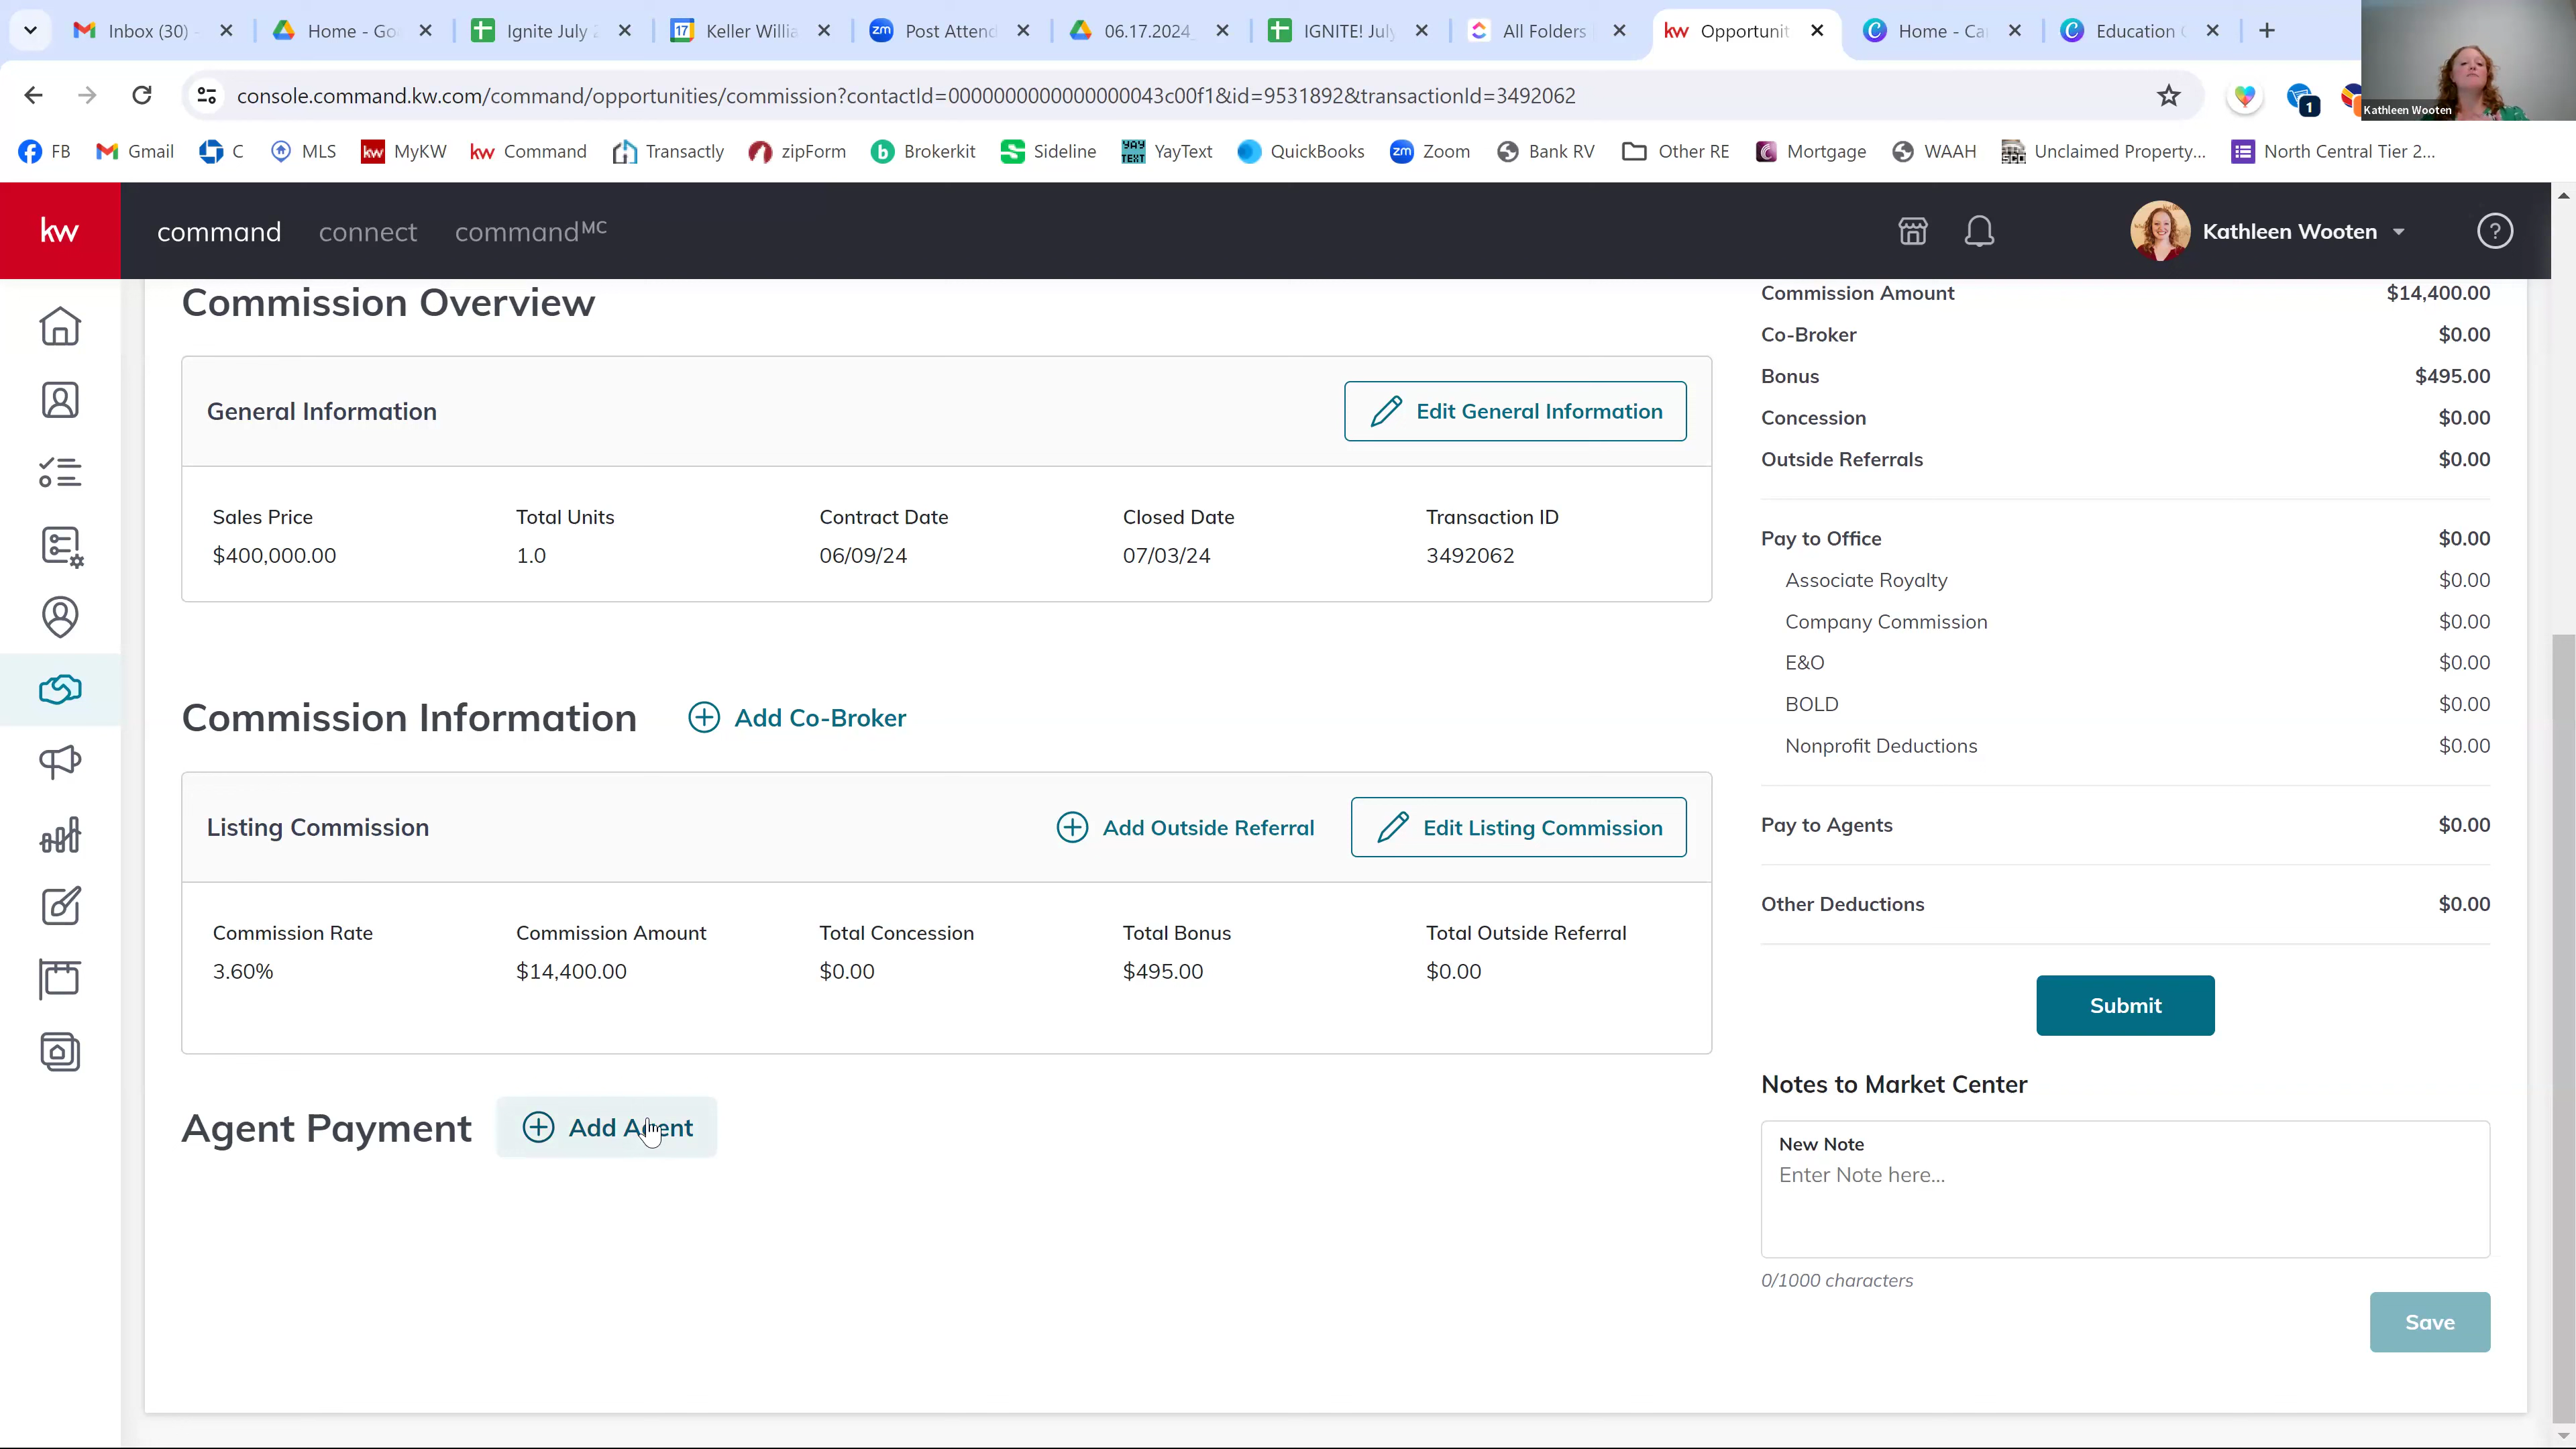 Inbox (30)
Home - Go
Ignite July 2
Keller Willia
Post Attend
06.17.2024_
IGNITE! July
All Folders
kw Opportunit
Home - Ca
Education
console.command.kw.com/command/opportunities/commission?contactId=0000000000000000043c00f1&id=9531892&transactionId=3492062
1
Kathleen Wooten
FB
Gmail
C
MLS
kw MyKW
kw Command
Transactly
zipForm
Brokerkit
Sideline
YAY TEXT YayText
QuickBooks
zm Zoom
Bank RV
Other RE
Mortgage
WAAH
Unclaimed Property...
North Central Tier 2...
kw
command
connect
commandMC
Kathleen Wooten
?
Commission Overview
General Information
Edit General Information
Sales Price
Total Units
Contract Date
Closed Date
Transaction ID
$400,000.00
1.0
06/09/24
07/03/24
3492062
Commission Information
Add Co-Broker
Listing Commission
Add Outside Referral
Edit Listing Commission
Commission Rate
Commission Amount
Total Concession
Total Bonus
Total Outside Referral
3.60%
$14,400.00
$0.00
$495.00
$0.00
Agent Payment
Add Agent
Commission Amount $14,400.00
Co-Broker $0.00
Bonus $495.00
Concession $0.00
Outside Referrals $0.00
Pay to Office $0.00
Associate Royalty $0.00
Company Commission $0.00
E&O $0.00
BOLD $0.00
Nonprofit Deductions $0.00
Pay to Agents $0.00
Other Deductions $0.00
Submit
Notes to Market Center
New Note
Enter Note here...
0/1000 characters
Save